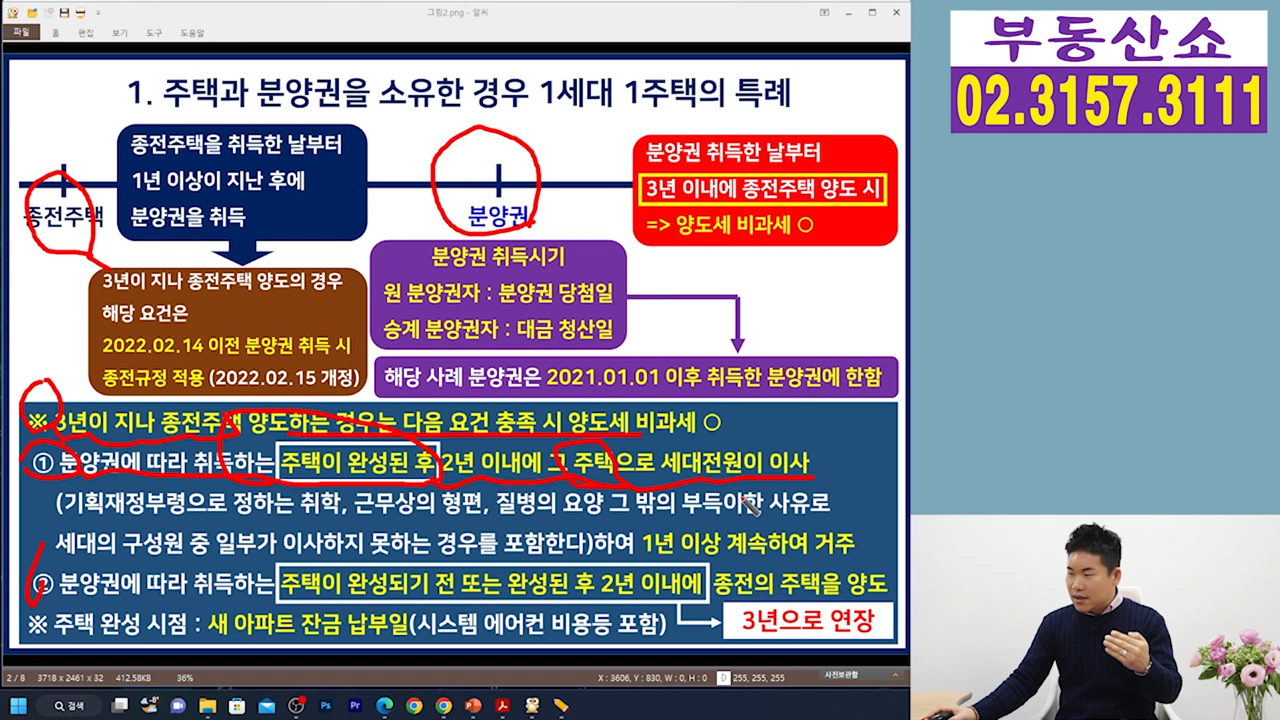 그림2.png - 알씨
파일 홈 편집 보기 도구 도움말
1. 주택과 분양권을 소유한 경우 1세대 1주택의 특례
종전주택을 취득한 날부터
1년 이상이 지난 후에
분양권을 취득
종전주택
분양권
분양권 취득한 날부터
3년 이내에 종전주택 양도 시
=> 양도세 비과세 ○
3년이 지나 종전주택 양도의 경우
해당 요건은
2022.02.14 이전 분양권 취득 시
종전규정 적용 (2022.02.15 개정)
분양권 취득시기
원 분양권자 : 분양권 당첨일
승계 분양권자 : 대금 청산일
해당 사례 분양권은 2021.01.01 이후 취득한 분양권에 한함
※ 3년이 지나 종전주택 양도하는 경우는 다음 요건 충족 시 양도세 비과세 ○
① 분양권에 따라 취득하는 주택이 완성된 후 2년 이내에 그 주택으로 세대전원이 이사
(기획재정부령으로 정하는 취학, 근무상의 형편, 질병의 요양 그 밖의 부득이한 사유로
세대의 구성원 중 일부가 이사하지 못하는 경우를 포함한다)하여 1년 이상 계속하여 거주
② 분양권에 따라 취득하는 주택이 완성되기 전 또는 완성된 후 2년 이내에 종전의 주택을 양도
※ 주택 완성 시점 : 새 아파트 잔금 납부일(시스템 에어컨 비용등 포함)
3년으로 연장
2 / 8 3718 x 2461 x 32 412.58KB 36% X : 3606, Y : 830, W : 0, H : 0 D 255, 255, 255 사진보관함
검색
부동산쇼
02.3157.3111